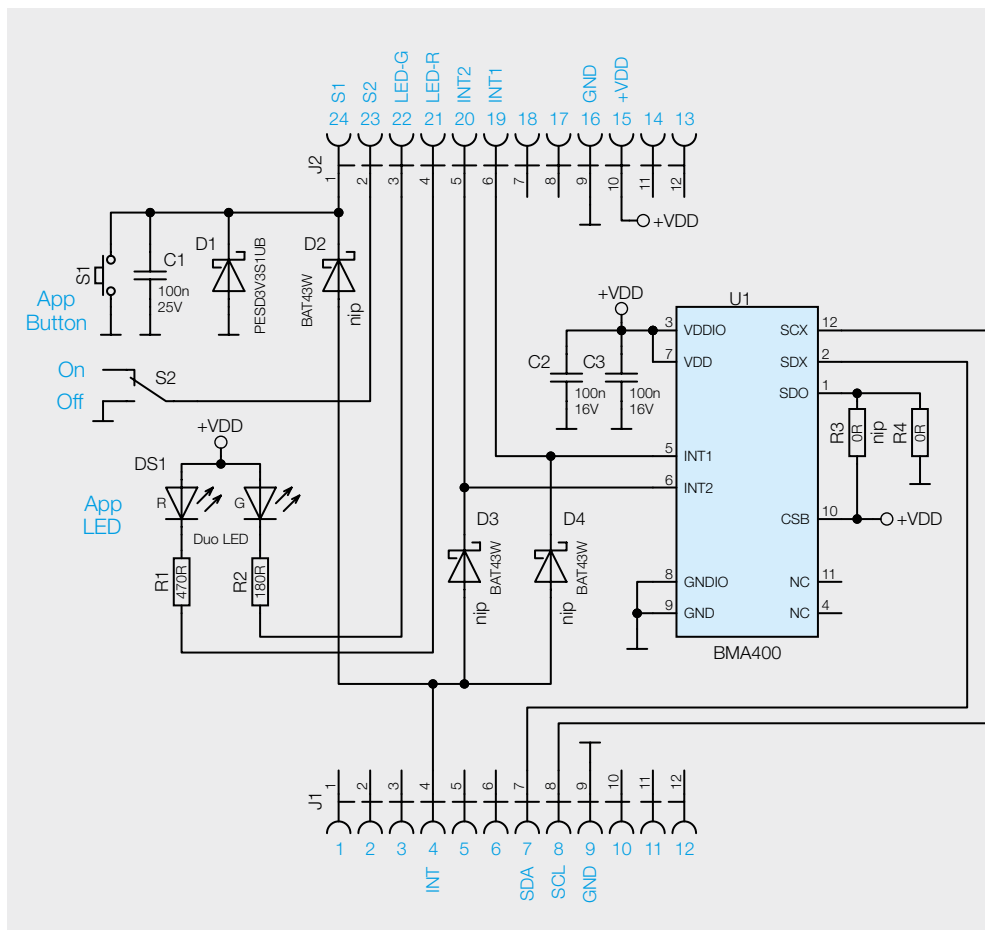 S1 S2 LED-G LED-R INT2 INT1 GND +VDD
24 23 22 21 20 19 18 17 16 15 14 13
J2
1 2 3 4 5 6 7 8 9 10 11 12
+VDD
S1
App
Button
C1
100n
25V
D1
PESD3V3S1UB
D2
BAT43W
nip
On
Off
S2
+VDD
DS1
App
LED
R
G
Duo LED
R1
470R
R2
180R
+VDD
C2
100n
16V
C3
100n
16V
D3
BAT43W
nip
D4
BAT43W
nip
U1
3 VDDIO SCX 12
7 VDD SDX 2
SDO 1
5 INT1
6 INT2
CSB 10
8 GNDIO NC 11
9 GND NC 4
BMA400
R3
0R
nip
R4
0R
+VDD
J1
1 2 3 4 5 6 7 8 9 10 11 12
1 2 3 4 5 6 7 8 9 10 11 12
INT SDA SCL GND